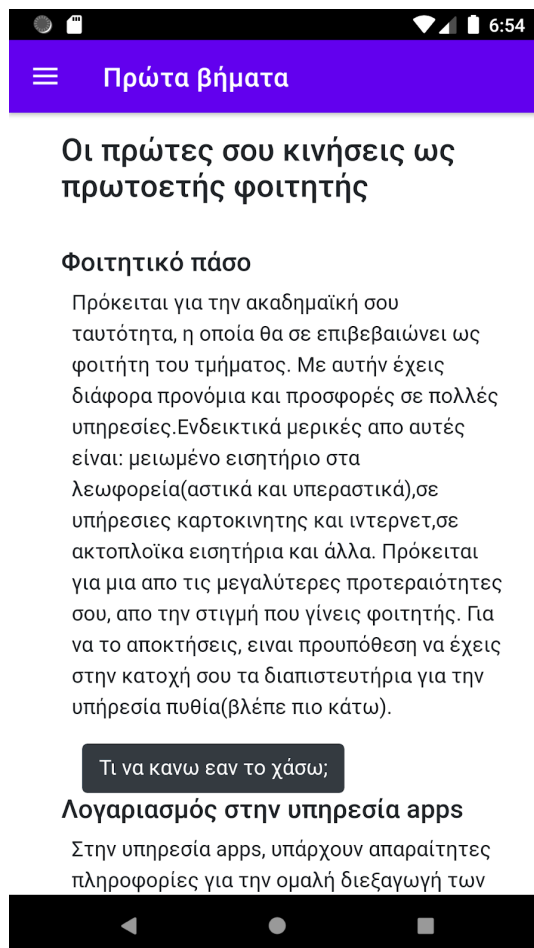 6:54
Πρώτα βήματα
Οι πρώτες σου κινήσεις ως
πρωτοετής φοιτητής
Φοιτητικό πάσο
Πρόκειται για την ακαδημαϊκή σου
ταυτότητα, η οποία θα σε επιβεβαιώνει ως
φοιτήτη του τμήματος. Με αυτήν έχεις
διάφορα προνόμια και προσφορές σε πολλές
υπηρεσίες.Ενδεικτικά μερικές απο αυτές
είναι: μειωμένο εισητήριο στα
λεωφορεία(αστικά και υπεραστικά),σε
υπήρεσιες καρτοκινητης και ιντερνετ,σε
ακτοπλοϊκα εισητήρια και άλλα. Πρόκειται
για μια απο τις μεγαλύτερες προτεραιότητες
σου, απο την στιγμή που γίνεις φοιτητής. Για
να το αποκτήσεις, ειναι προυπόθεση να έχεις
στην κατοχή σου τα διαπιστευτήρια για την
υπήρεσία πυθία(βλέπε πιο κάτω).
Τι να κανω εαν το χάσω;
Λογαριασμός στην υπηρεσία apps
Στην υπηρεσία apps, υπάρχουν απαραίτητες
πληροφορίες για την ομαλή διεξαγωγή των